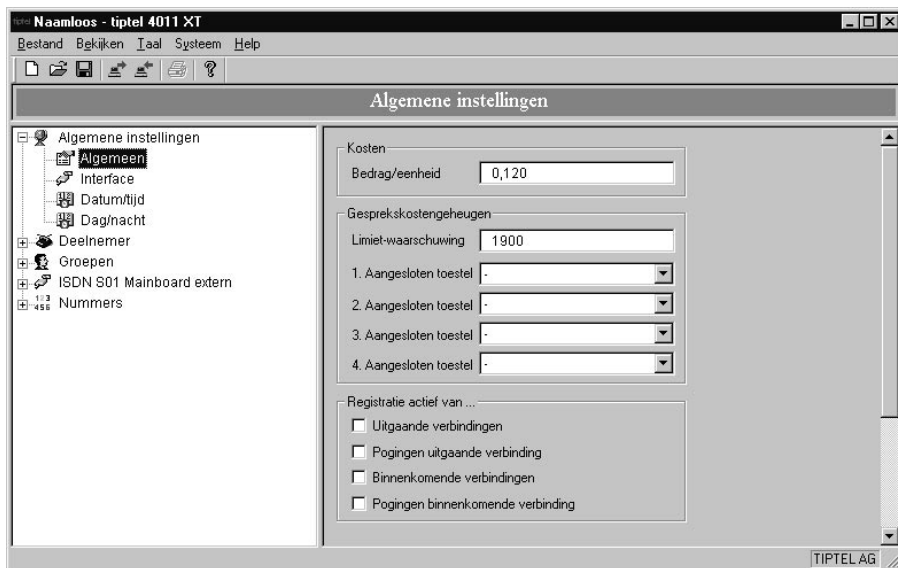 tiptel Naamloos - tiptel 4011 XT
Bestand Bekijken Taal Systeem Help
Algemene instellingen
Algemene instellingen
Algemeen
Interface
Datum/tijd
Dag/nacht
Deelnemer
Groepen
ISDN S01 Mainboard extern
123
456 Nummers
Kosten
Bedrag/eenheid 0,120
Gesprekskostengeheugen
Limiet-waarschuwing 1900
1. Aangesloten toestel -
2. Aangesloten toestel -
3. Aangesloten toestel -
4. Aangesloten toestel -
Registratie actief van ...
Uitgaande verbindingen
Pogingen uitgaande verbinding
Binnenkomende verbindingen
Pogingen binnenkomende verbinding
TIPTEL AG